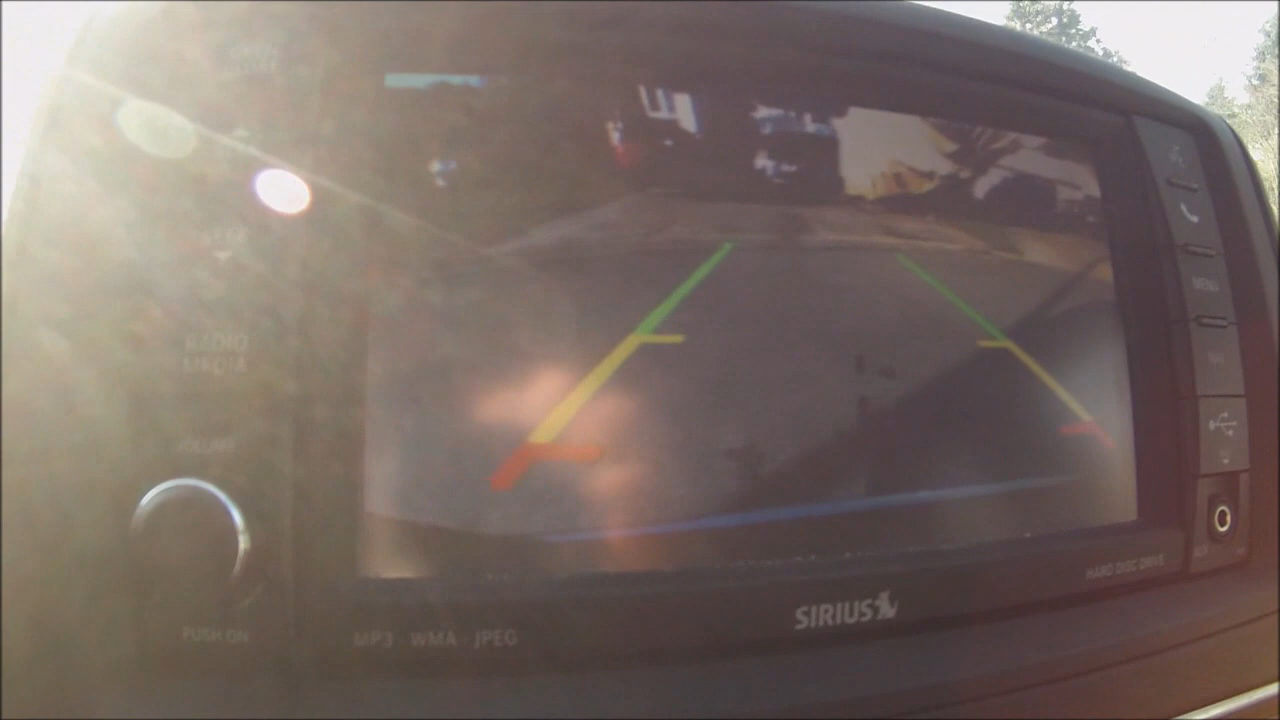 RADIO
MEDIA
VOLUME
PUSH ON
MP3 · WMA · JPEG
SIRIUS
HARD DISC DRIVE
MENU